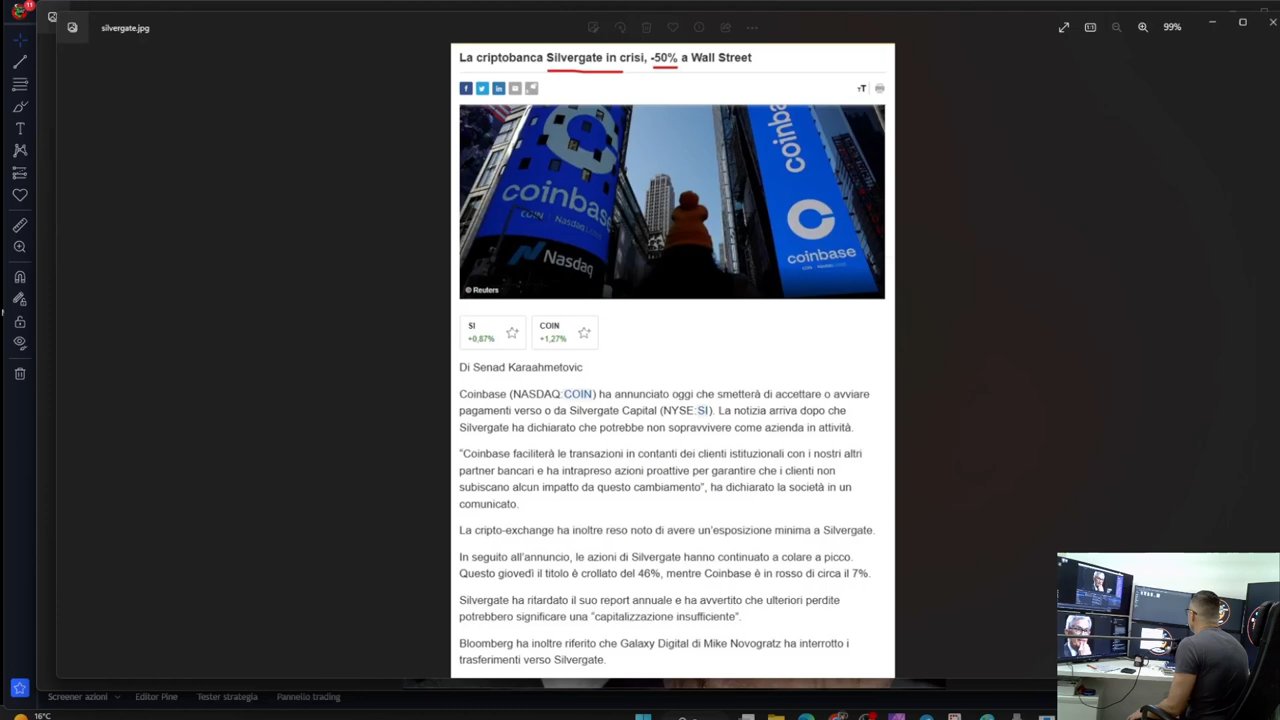 11
silvergate.jpg
99%
La criptobanca Silvergate in crisi, -50% a Wall Street
coinbase
COIN Nasdaq Listed
Nasdaq
coinbase
coinbase
© Reuters
SI
+0,87%
COIN
+1,27%
Di Senad Karaahmetovic
Coinbase (NASDAQ:COIN) ha annunciato oggi che smetterà di accettare o avviare
pagamenti verso o da Silvergate Capital (NYSE:SI). La notizia arriva dopo che
Silvergate ha dichiarato che potrebbe non sopravvivere come azienda in attività.
"Coinbase faciliterà le transazioni in contanti dei clienti istituzionali con i nostri altri
partner bancari e ha intrapreso azioni proattive per garantire che i clienti non
subiscano alcun impatto da questo cambiamento", ha dichiarato la società in un
comunicato.
La cripto-exchange ha inoltre reso noto di avere un'esposizione minima a Silvergate.
In seguito all'annuncio, le azioni di Silvergate hanno continuato a colare a picco.
Questo giovedì il titolo è crollato del 46%, mentre Coinbase è in rosso di circa il 7%.
Silvergate ha ritardato il suo report annuale e ha avvertito che ulteriori perdite
potrebbero significare una "capitalizzazione insufficiente".
Bloomberg ha inoltre riferito che Galaxy Digital di Mike Novogratz ha interrotto i
trasferimenti verso Silvergate.
Screener azioni
Editor Pine
Tester strategia
Pannello trading
16°C